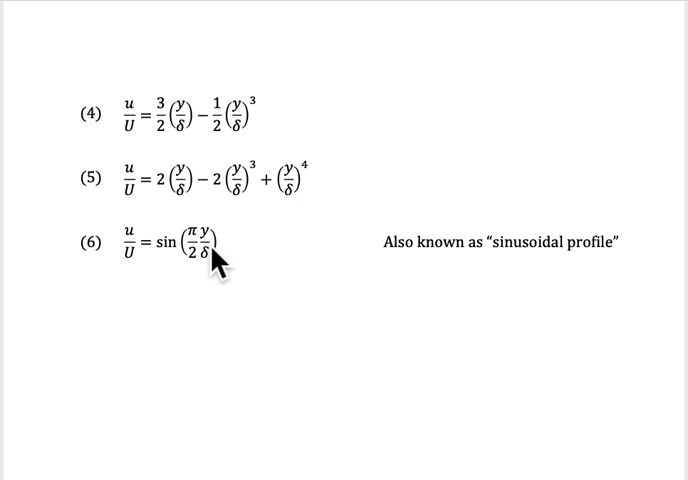 (4) u/U = 3/2 (y/δ) − 1/2 (y/δ)³
(5) u/U = 2 (y/δ) − 2 (y/δ)³ + (y/δ)⁴
(6) u/U = sin (π/2 y/δ) Also known as “sinusoidal profile”